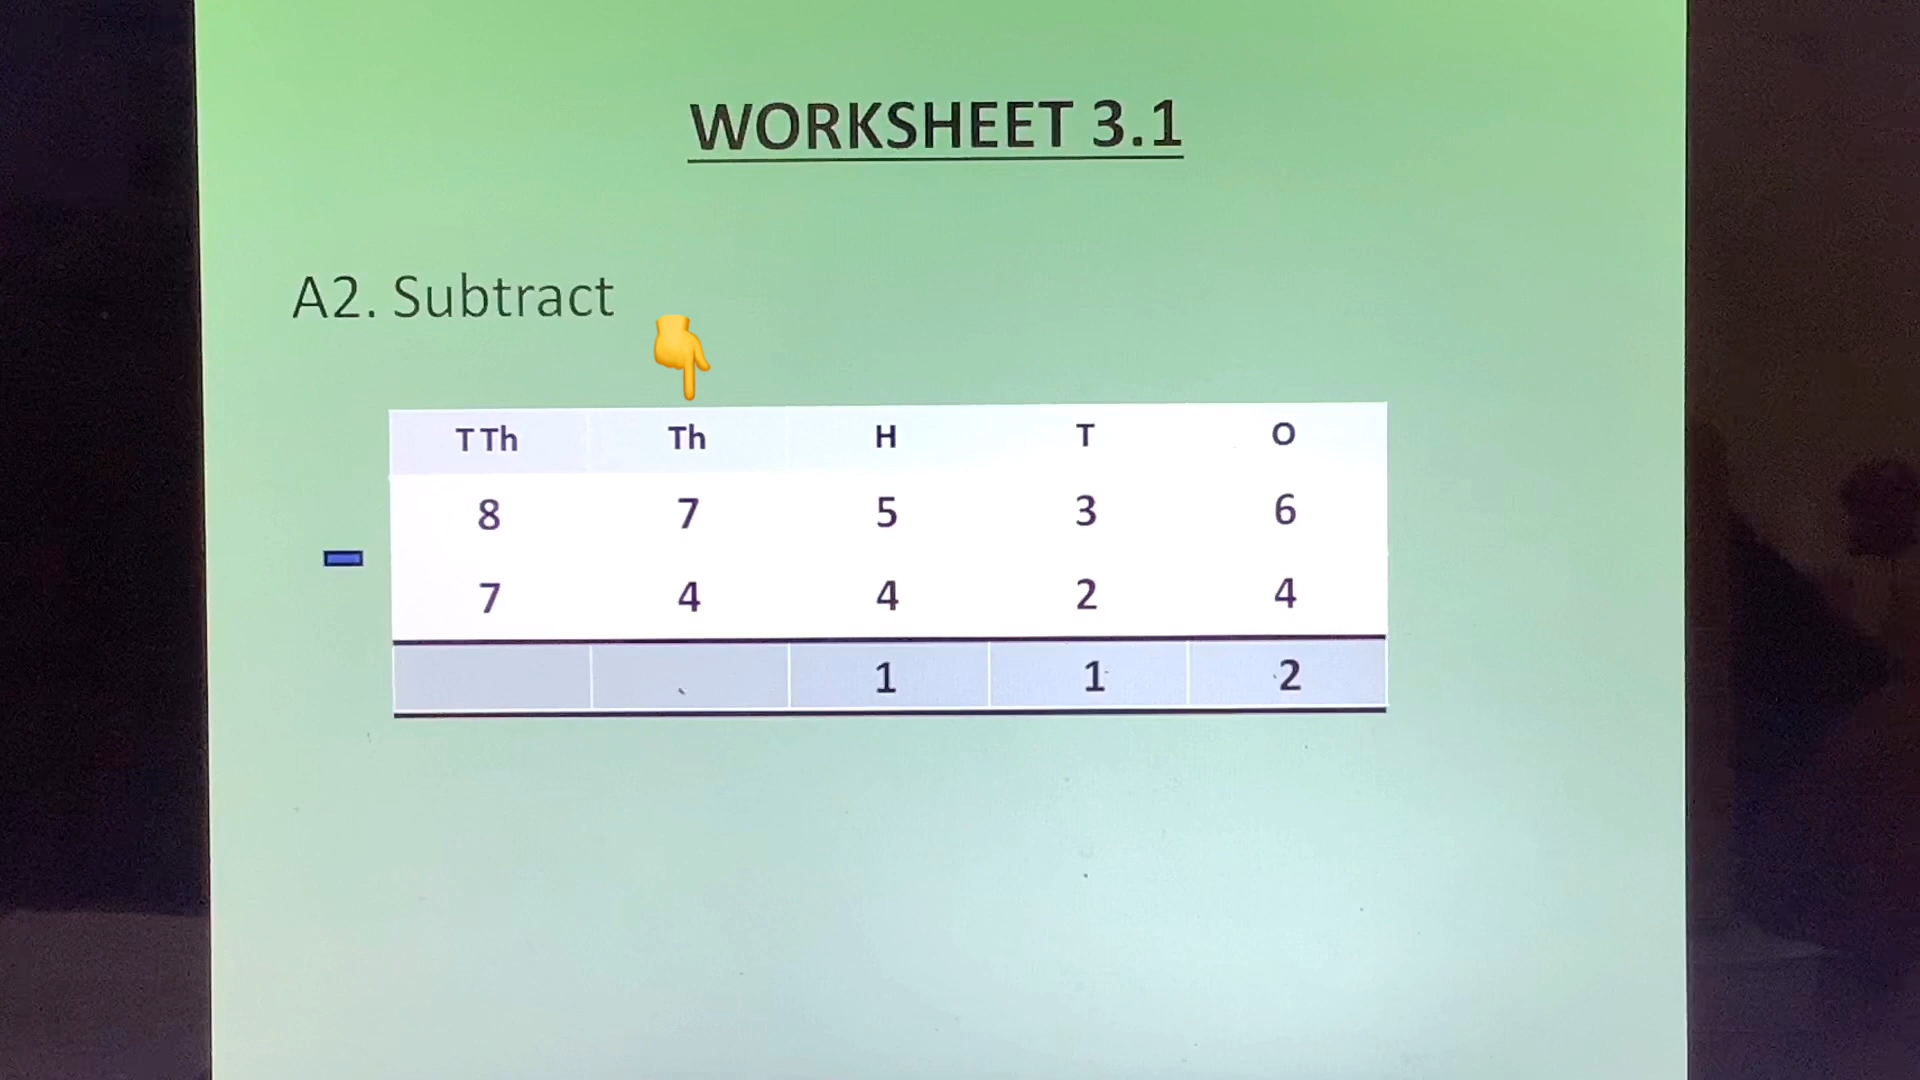 WORKSHEET 3.1
A2. Subtract
T Th Th H T O
8 7 5 3 6
-
7 4 4 2 4
1 1 2